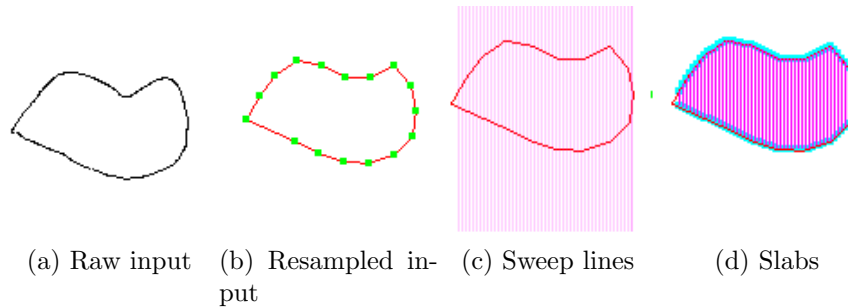 (a) Raw input (b) Resampled in- (c) Sweep lines (d) Slabs
put